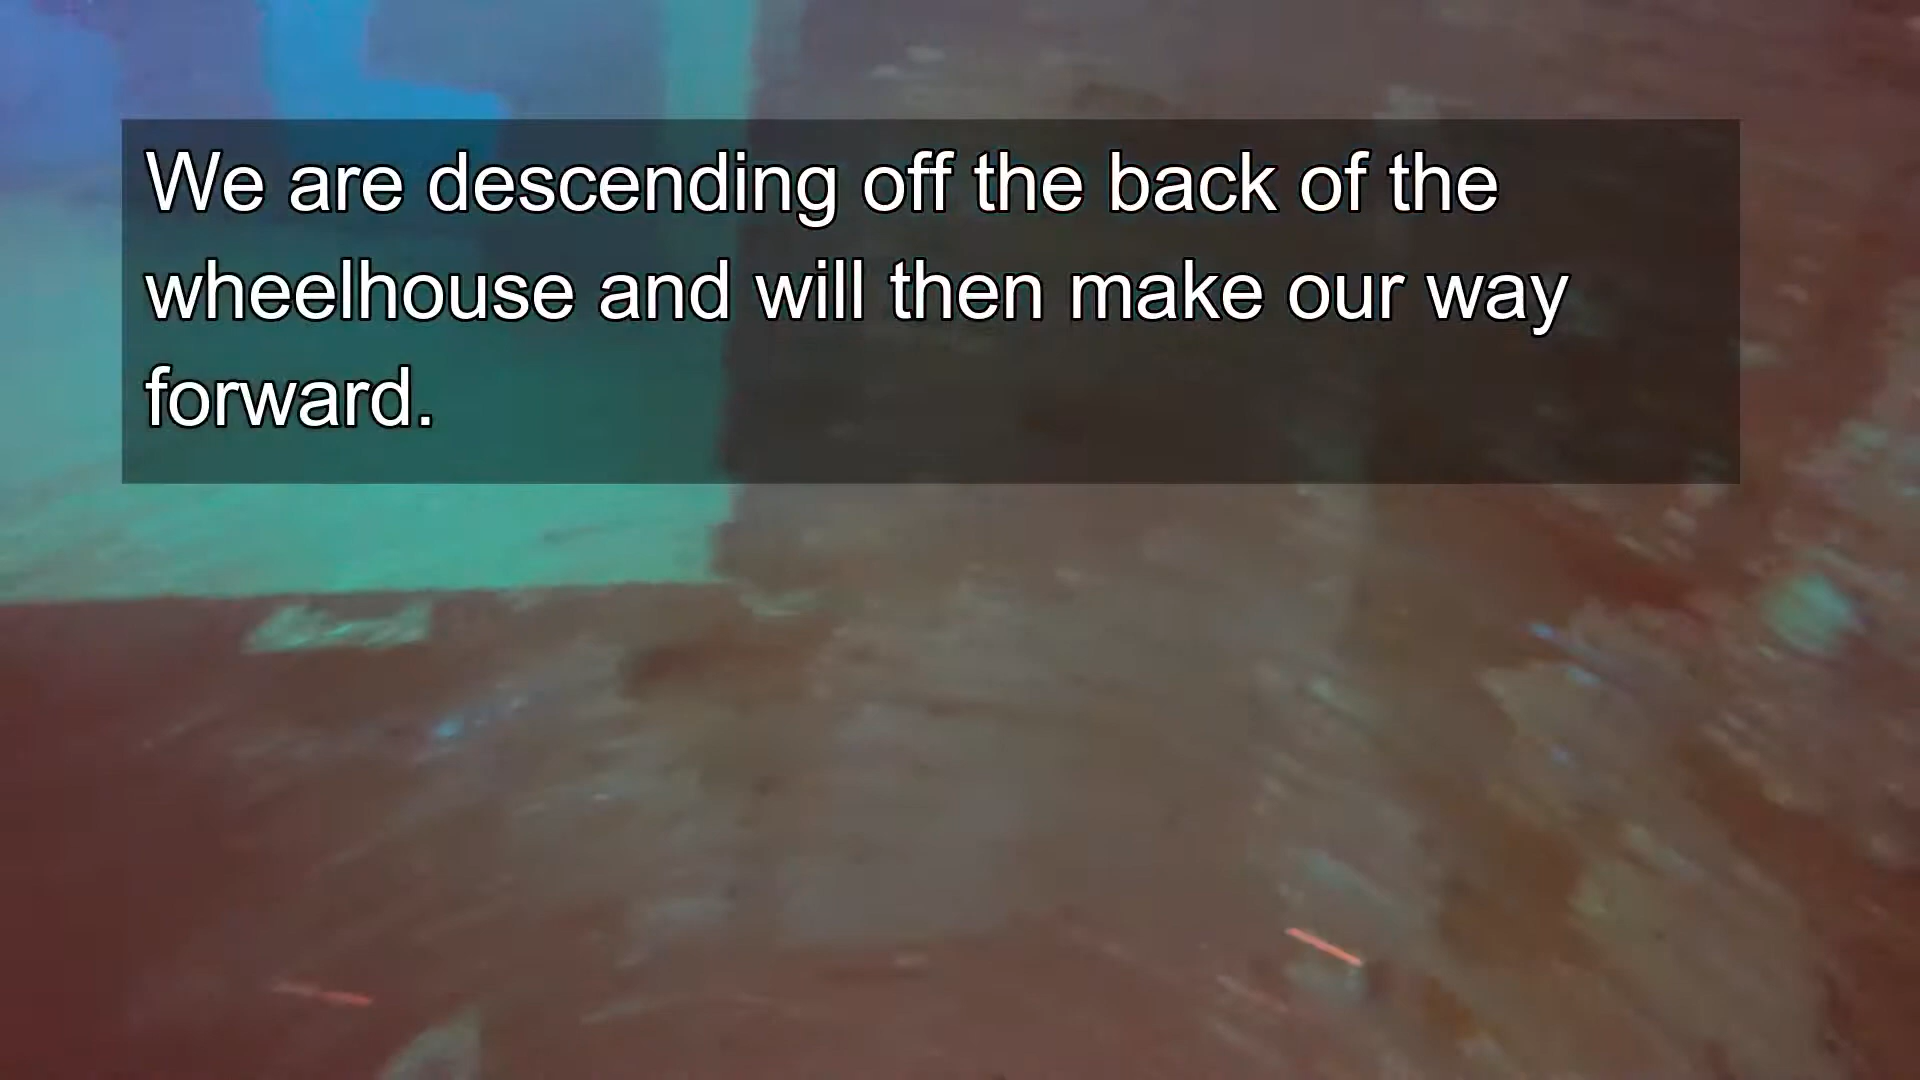 We are descending off the back of the
wheelhouse and will then make our way
forward.